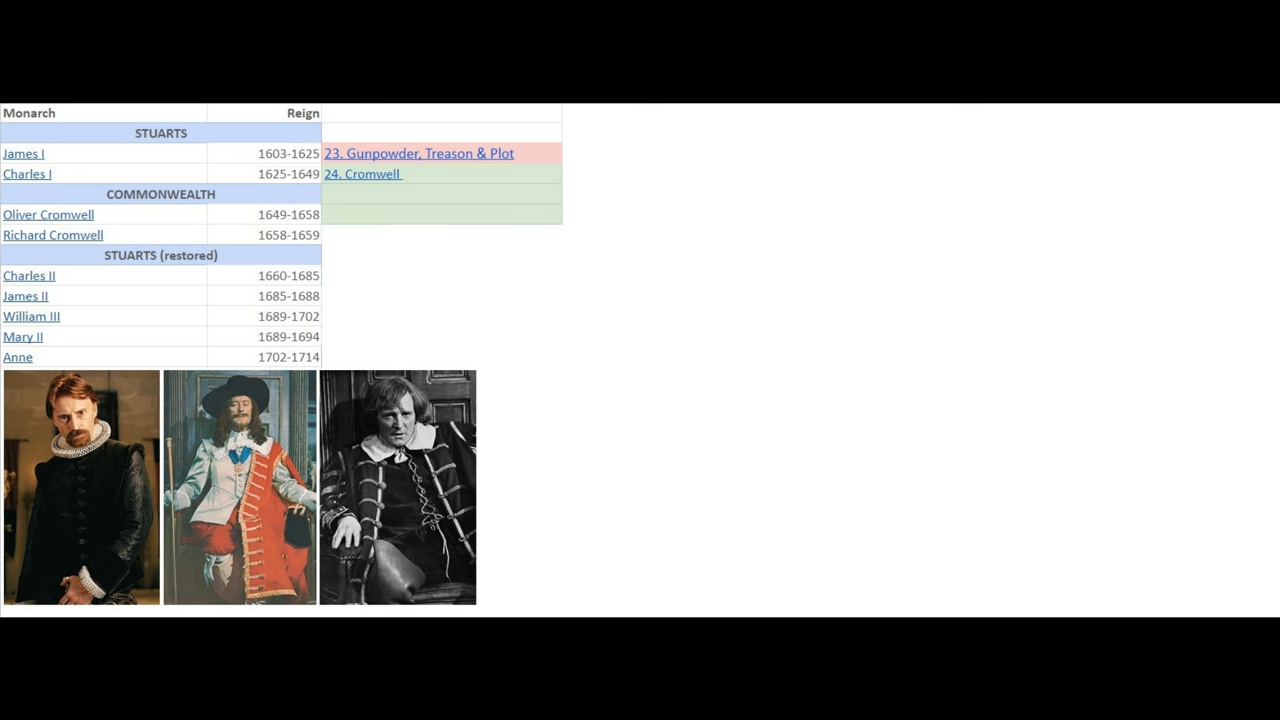 Monarch Reign
STUARTS
James I 1603-1625 23. Gunpowder, Treason & Plot
Charles I 1625-1649 24. Cromwell
COMMONWEALTH
Oliver Cromwell 1649-1658
Richard Cromwell 1658-1659
STUARTS (restored)
Charles II 1660-1685
James II 1685-1688
William III 1689-1702
Mary II 1689-1694
Anne 1702-1714